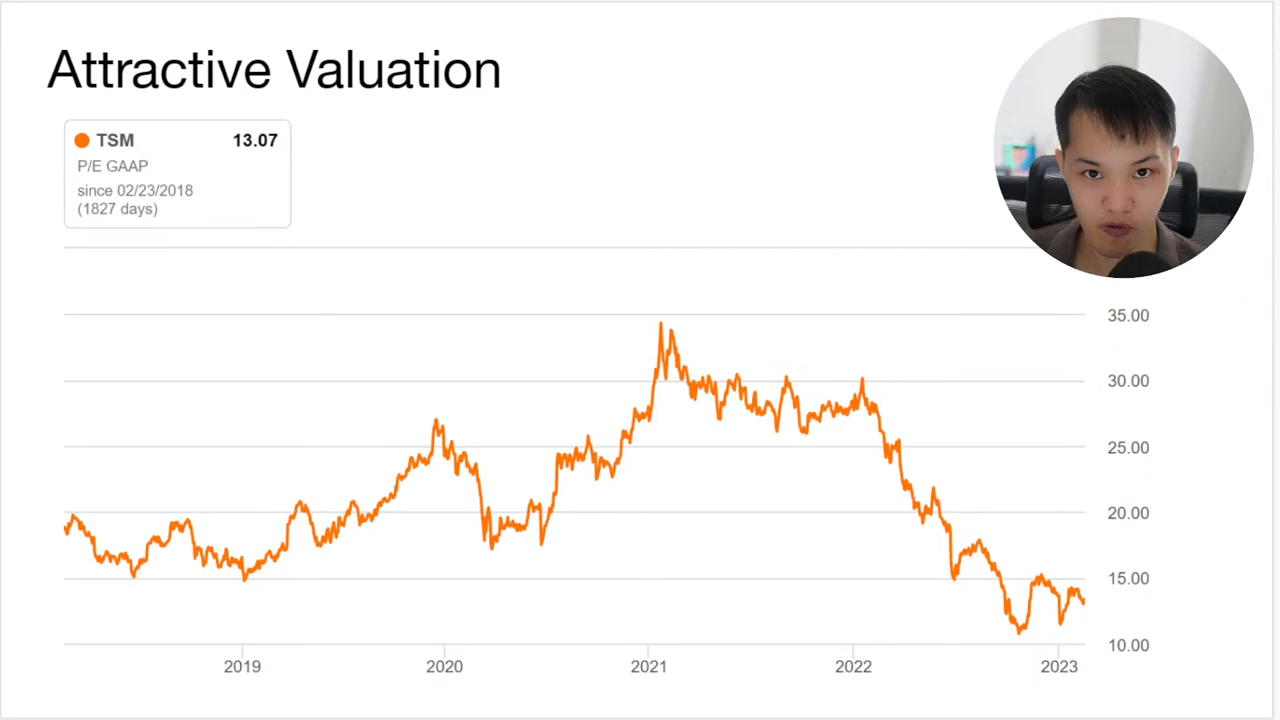 Attractive Valuation
TSM 13.07
P/E GAAP
since 02/23/2018
(1827 days)
35.00
30.00
25.00
20.00
15.00
10.00
2019 2020 2021 2022 2023